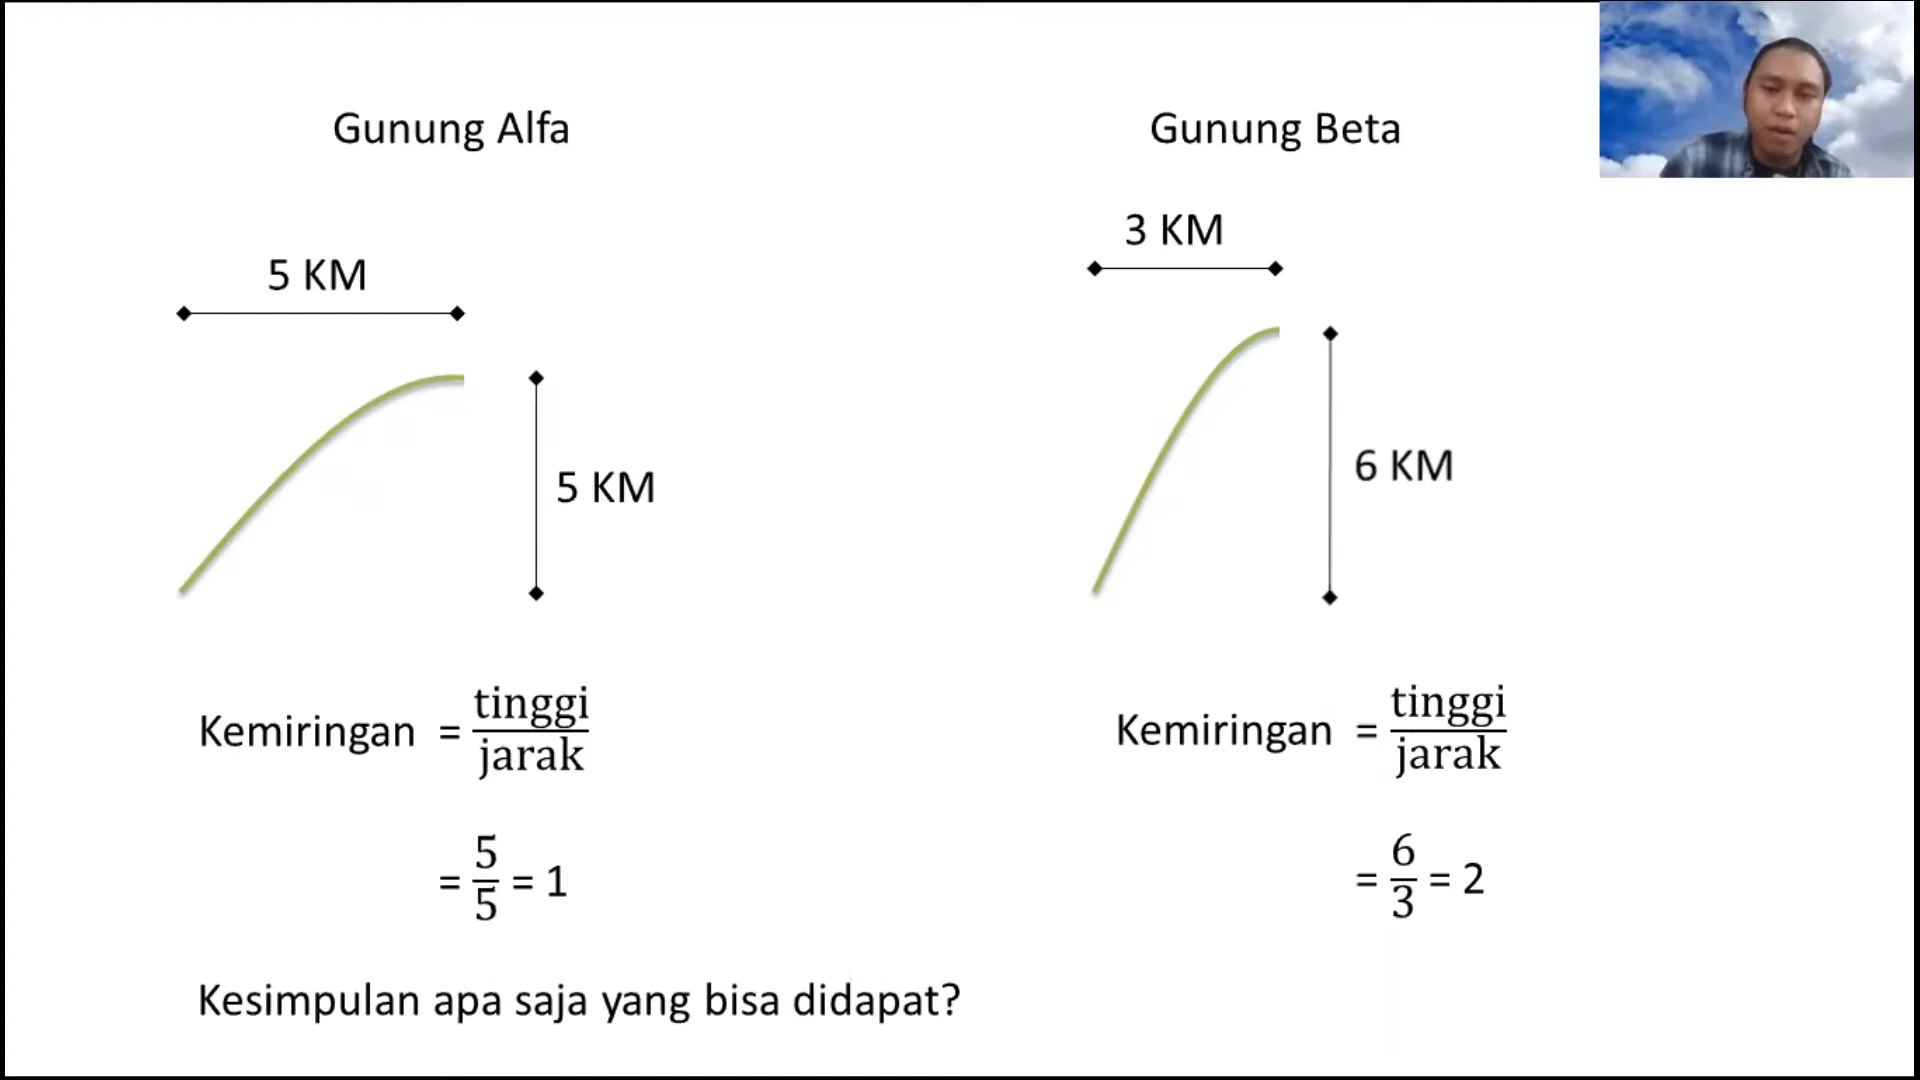 Gunung Alfa
5 KM
5 KM
Kemiringan = tinggi/jarak
= 5/5 = 1
Gunung Beta
3 KM
6 KM
Kemiringan = tinggi/jarak
= 6/3 = 2
Kesimpulan apa saja yang bisa didapat?